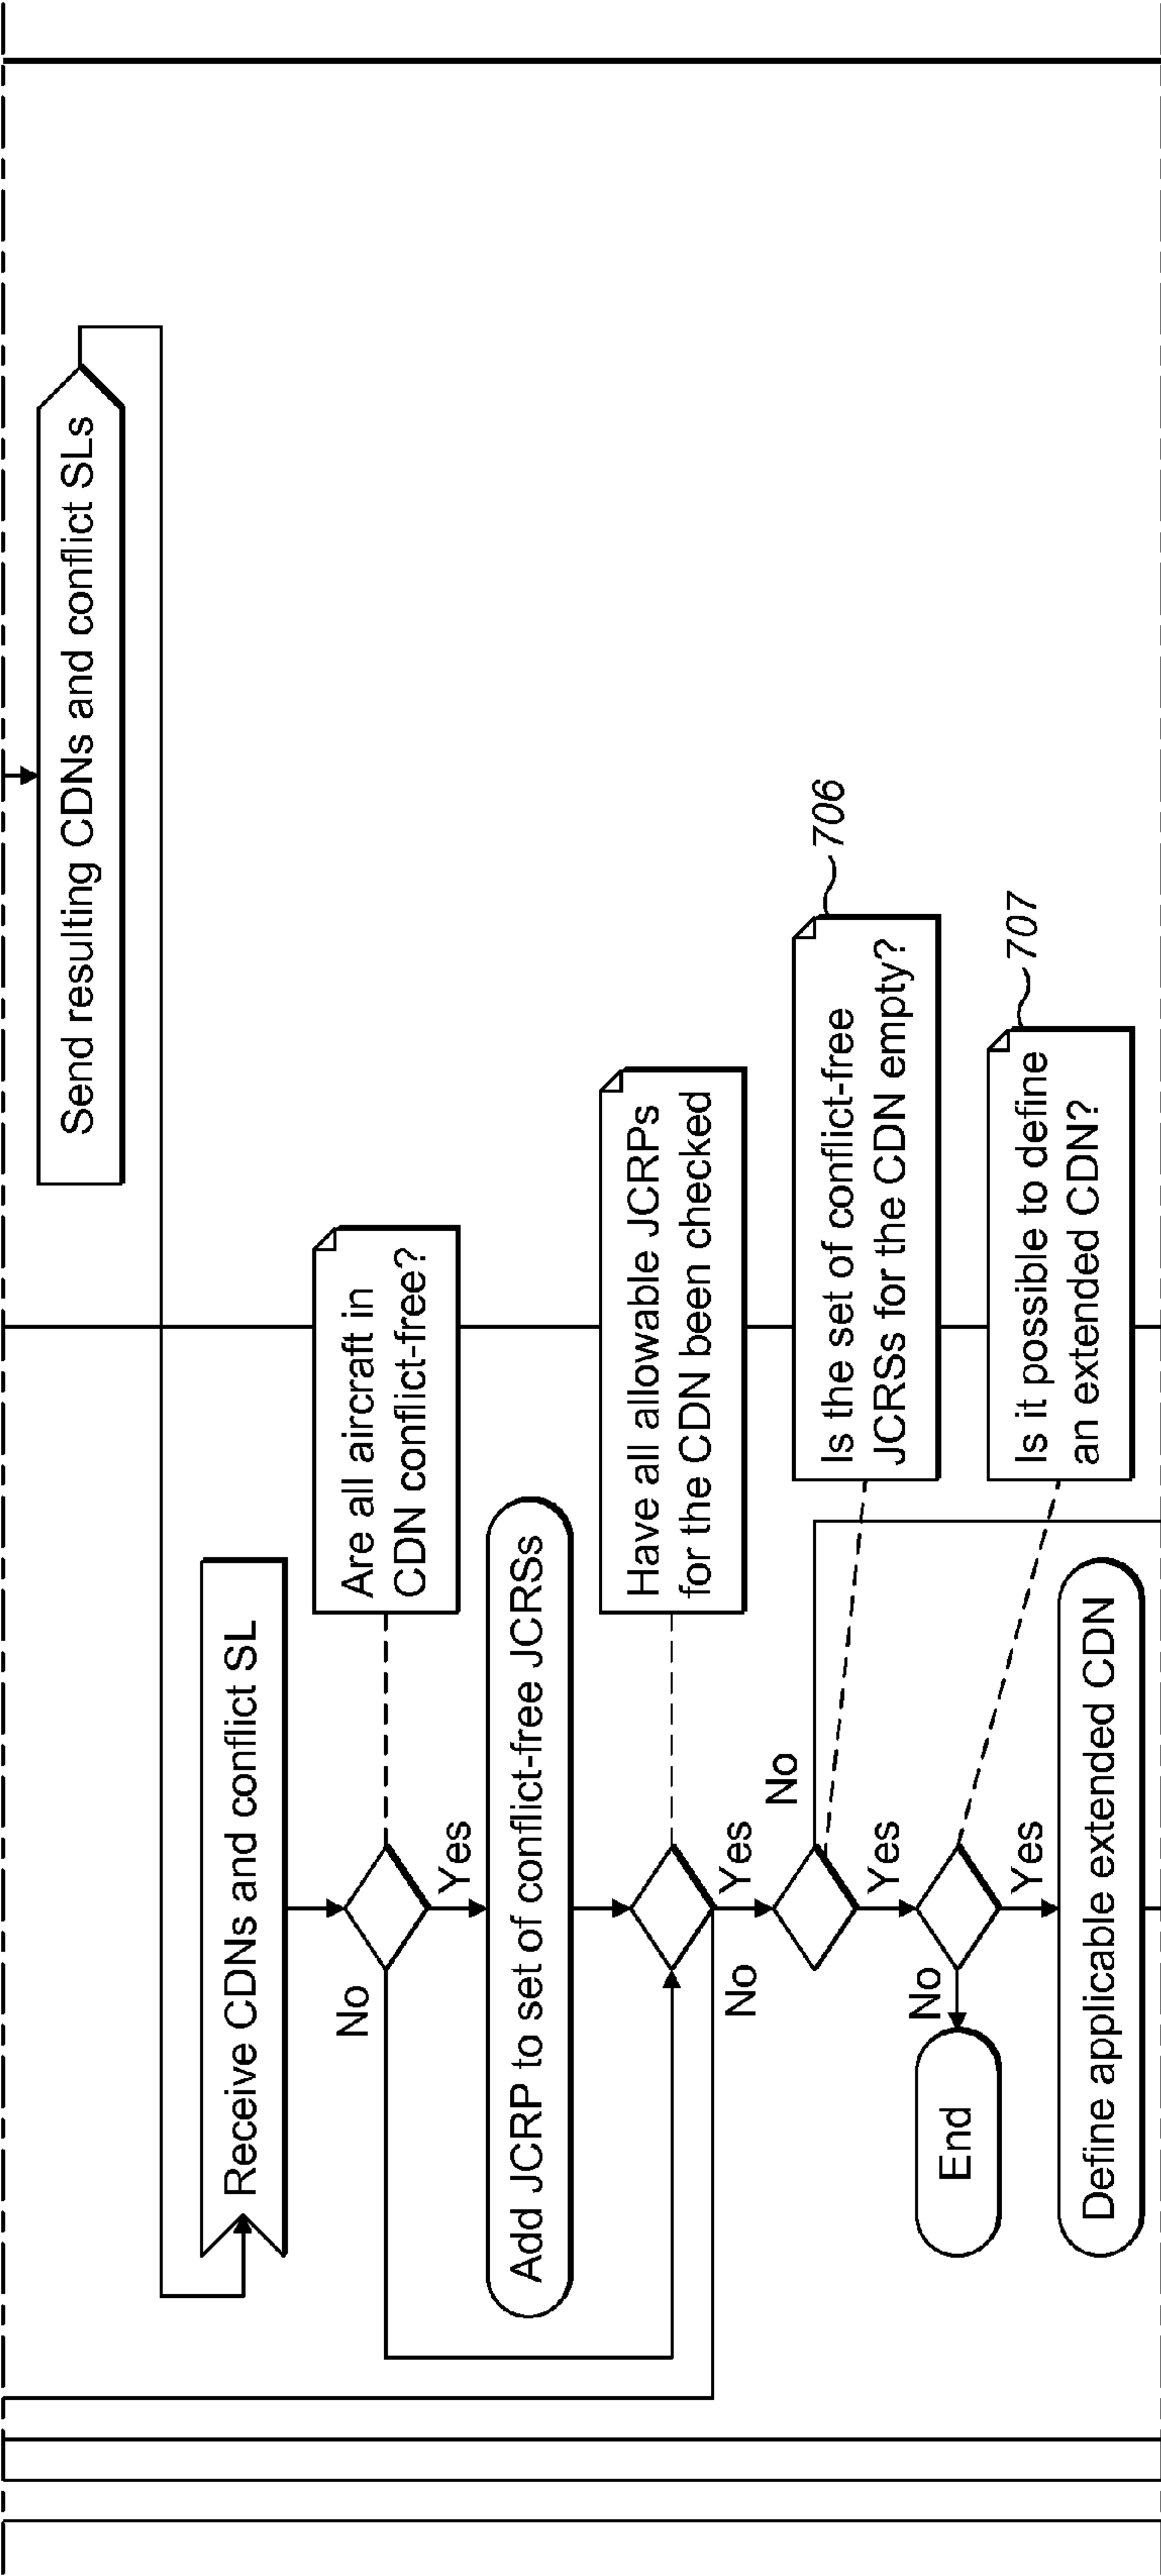 Send resulting CDNs and conflict SLs
Receive CDNs and conflict SL
Are all aircraft in
CDN conflict-free?
No
Yes
Add JCRP to set of conflict-free JCRSs
Have all allowable JCRPs
for the CDN been checked
No
Yes
No
Is the set of conflict-free
JCRSs for the CDN empty?
706
Yes
Is it possible to define
an extended CDN?
707
No
End
Yes
Define applicable extended CDN